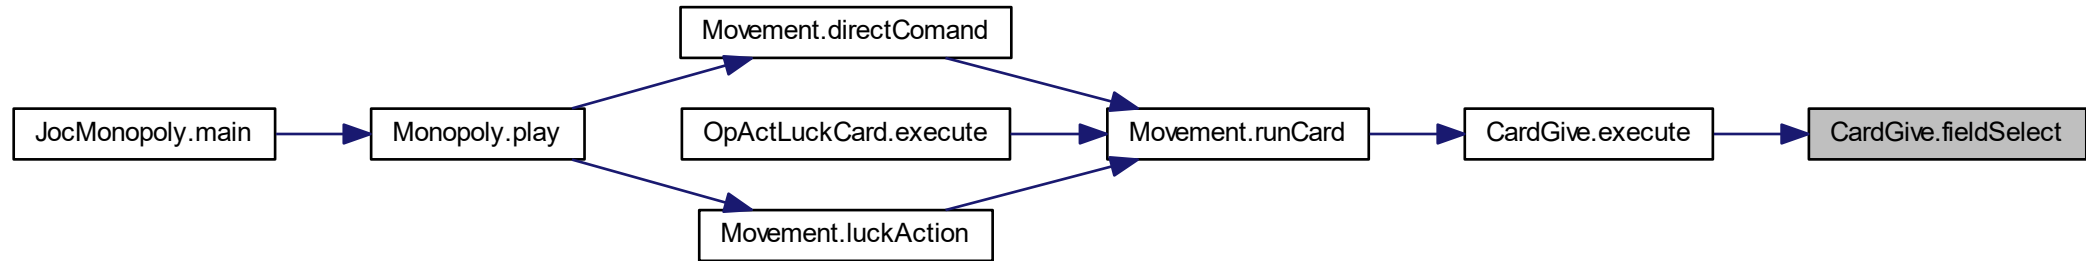 Movement.directComand
JocMonopoly.main
Monopoly.play
OpActLuckCard.execute
Movement.runCard
CardGive.execute
CardGive.fieldSelect
Movement.luckAction